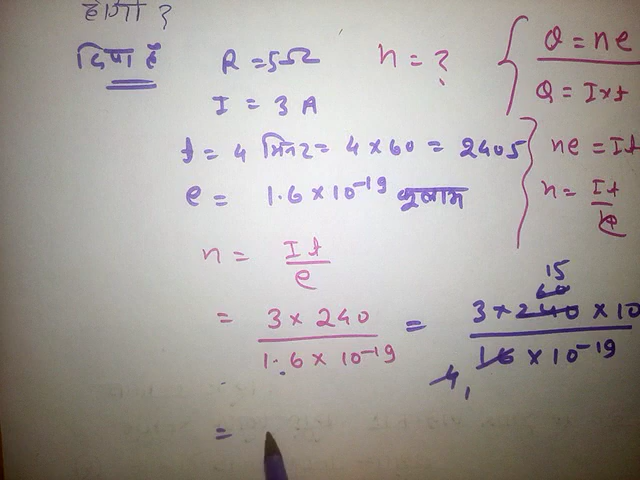 होगा ?
दिया है R = 5Ω n = ? Q = ne
I = 3 A Q = I×t
t = 4 मिनट = 4 × 60 = 240S ne = It
e = 1.6 × 10⁻¹⁹ कूलाम n = It/e
n = It/e
= 3 × 240/1.6 × 10⁻¹⁹ = 3 × 240 × 10/16 × 10⁻¹⁹ 15 60 4,
=